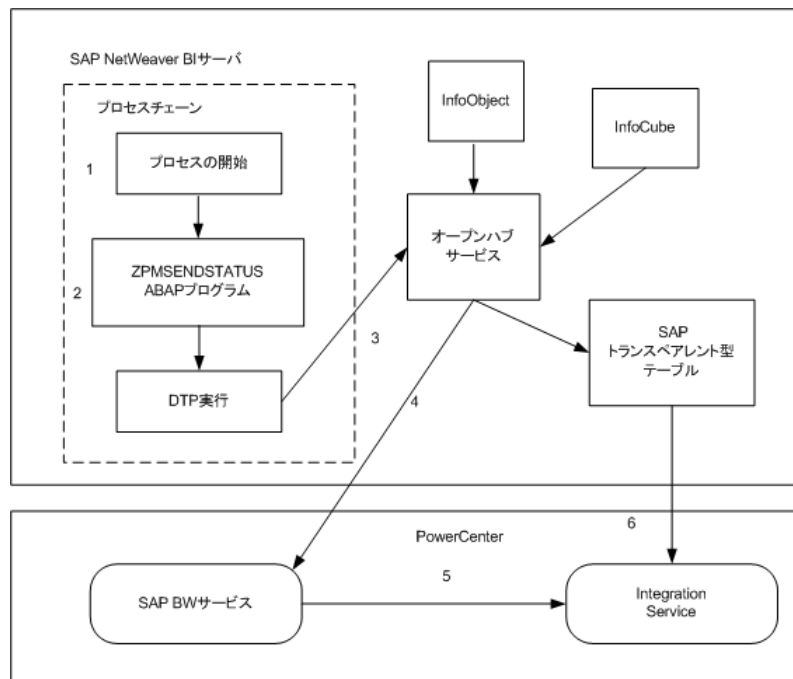 SAP NetWeaver BIサーバ
プロセスチェーン
1
プロセスの開始
2
ZPMSENDSTATUS
ABAPプログラム
DTP実行
3
InfoObject
InfoCube
オープンハブ
サービス
4
SAP
トランスペアレント型
テーブル
PowerCenter
SAP BWサービス
5
6
Integration
Service